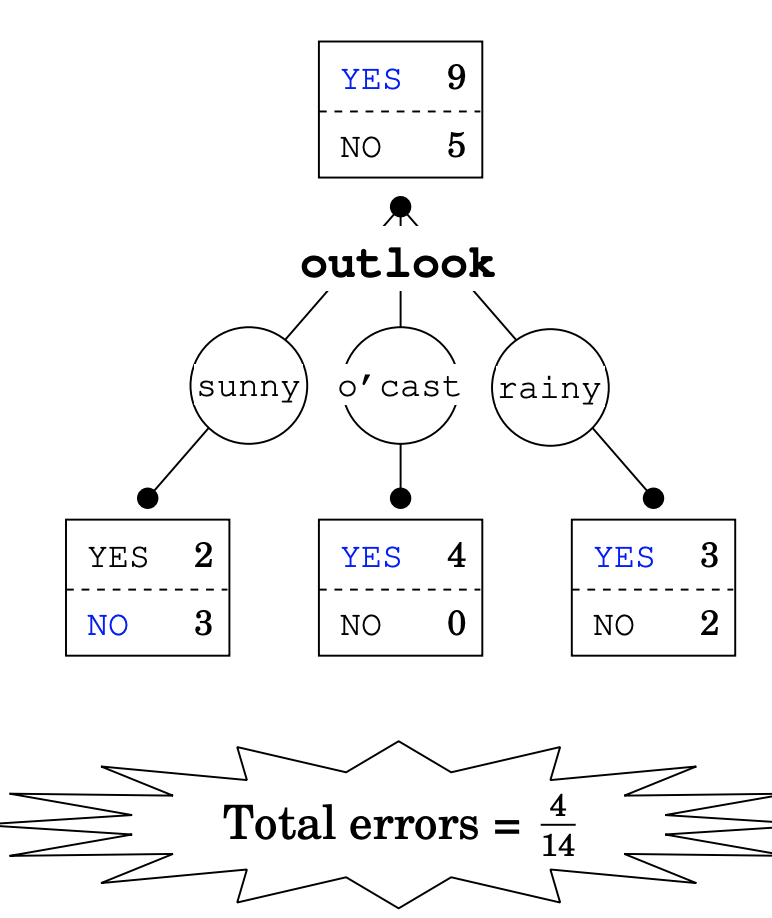 YES 9
NO 5
outlook
sunny o'cast rainy
YES 2 YES 4 YES 3
NO 3 NO 0 NO 2
Total errors = 4/14